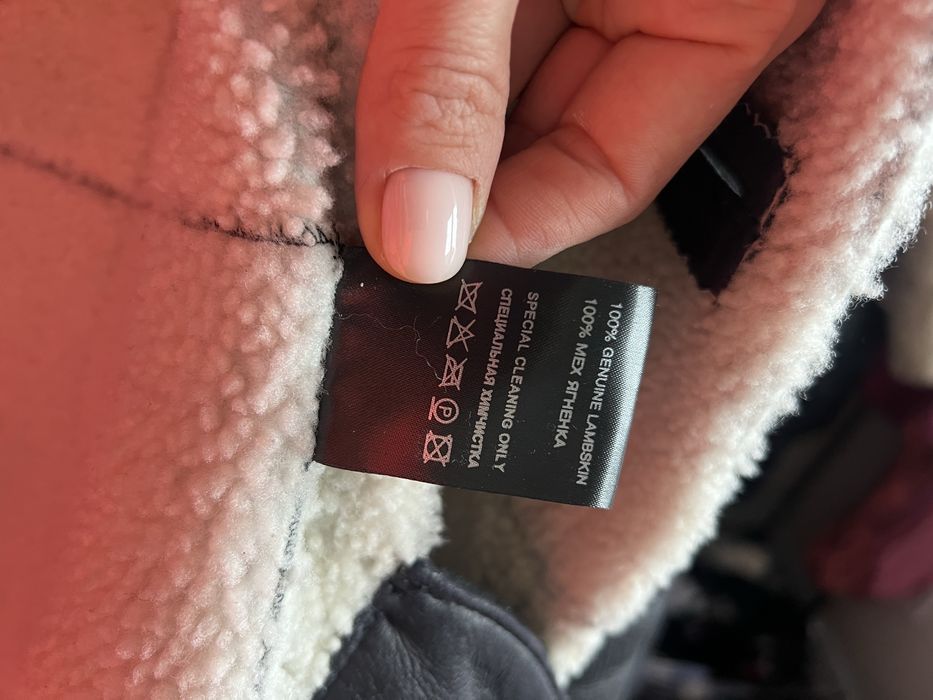 100% GENUINE LAMBSKIN
100% МЕХ ЯГНЕНКА
SPECIAL CLEANING ONLY
СПЕЦИАЛЬНАЯ ХИМЧИСТКА
P